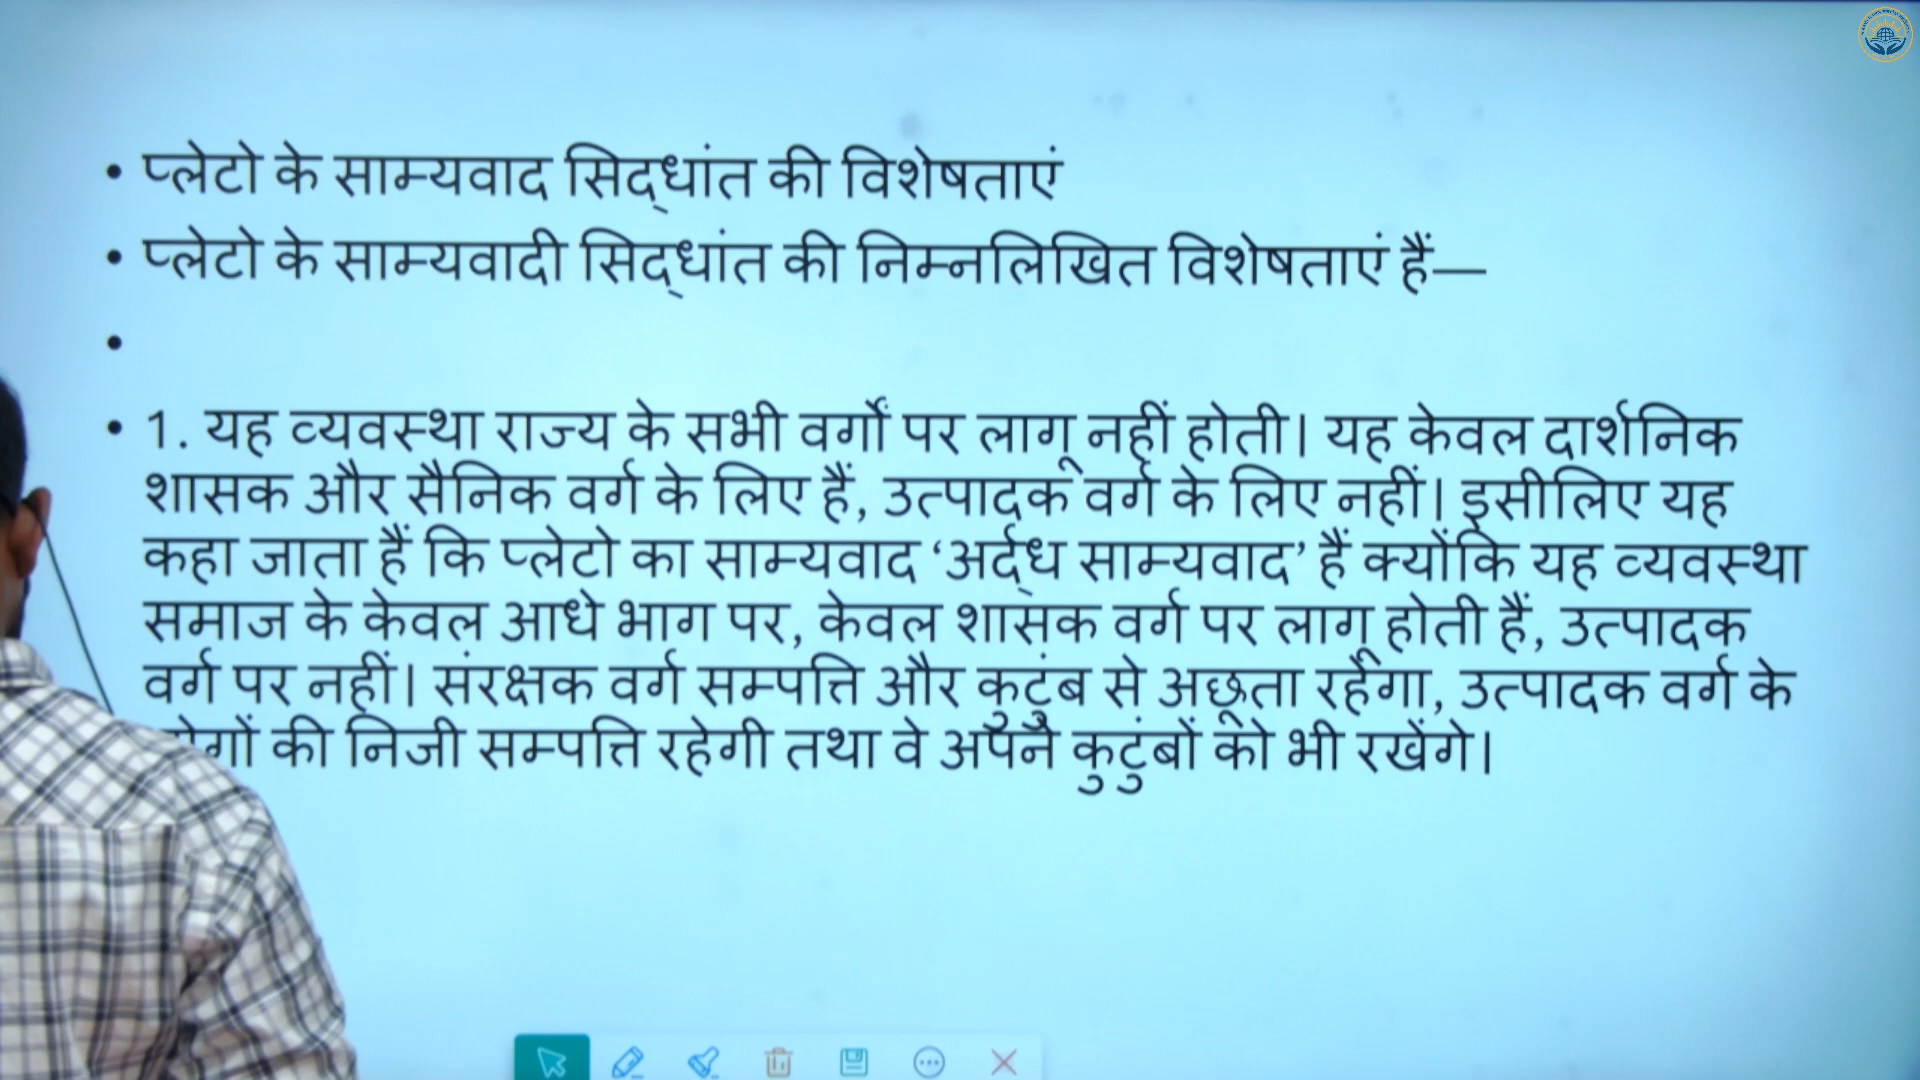 • प्लेटो के साम्यवाद सिद्धांत की विशेषताएं
• प्लेटो के साम्यवादी सिद्धांत की निम्नलिखित विशेषताएं हैं—
•
• 1. यह व्यवस्था राज्य के सभी वर्गों पर लागू नहीं होती। यह केवल दार्शनिक
शासक और सैनिक वर्ग के लिए हैं, उत्पादक वर्ग के लिए नहीं। इसीलिए यह
कहा जाता हैं कि प्लेटो का साम्यवाद ‘अर्द्ध साम्यवाद’ हैं क्योंकि यह व्यवस्था
समाज के केवल आधे भाग पर, केवल शासक वर्ग पर लागू होती हैं, उत्पादक
वर्ग पर नहीं। संरक्षक वर्ग सम्पत्ति और कुटुंब से अछूता रहेगा, उत्पादक वर्ग के
की निजी सम्पत्ति रहेगी तथा वे अपने कुटुंबों को भी रखेंगे।